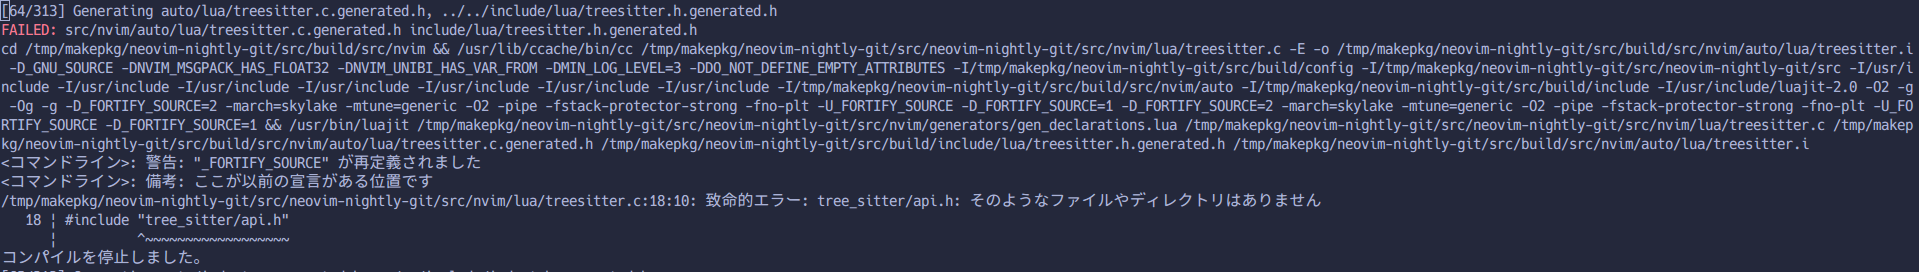 [64/313] Generating auto/lua/treesitter.c.generated.h, ../../include/lua/treesitter.h.generated.h
FAILED: src/nvim/auto/lua/treesitter.c.generated.h include/lua/treesitter.h.generated.h
cd /tmp/makepkg/neovim-nightly-git/src/build/src/nvim && /usr/lib/ccache/bin/cc /tmp/makepkg/neovim-nightly-git/src/neovim-nightly-git/src/nvim/lua/treesitter.c -E -o /tmp/makepkg/neovim-nightly-git/src/build/src/nvim/auto/lua/treesitter.i
-D_GNU_SOURCE -DNVIM_MSGPACK_HAS_FLOAT32 -DNVIM_UNIBI_HAS_VAR_FROM -DMIN_LOG_LEVEL=3 -DDO_NOT_DEFINE_EMPTY_ATTRIBUTES -I/tmp/makepkg/neovim-nightly-git/src/build/config -I/tmp/makepkg/neovim-nightly-git/src/neovim-nightly-git/src -I/usr/i
nclude -I/usr/include -I/usr/include -I/usr/include -I/usr/include -I/usr/include -I/usr/include -I/tmp/makepkg/neovim-nightly-git/src/build/src/nvim/auto -I/tmp/makepkg/neovim-nightly-git/src/build/include -I/usr/include/luajit-2.0 -O2 -g
-Og -g -D_FORTIFY_SOURCE=2 -march=skylake -mtune=generic -O2 -pipe -fstack-protector-strong -fno-plt -U_FORTIFY_SOURCE -D_FORTIFY_SOURCE=1 -D_FORTIFY_SOURCE=2 -march=skylake -mtune=generic -O2 -pipe -fstack-protector-strong -fno-plt -U_FO
RTIFY_SOURCE -D_FORTIFY_SOURCE=1 && /usr/bin/luajit /tmp/makepkg/neovim-nightly-git/src/neovim-nightly-git/src/nvim/generators/gen_declarations.lua /tmp/makepkg/neovim-nightly-git/src/neovim-nightly-git/src/nvim/lua/treesitter.c /tmp/makep
kg/neovim-nightly-git/src/build/src/nvim/auto/lua/treesitter.c.generated.h /tmp/makepkg/neovim-nightly-git/src/build/include/lua/treesitter.h.generated.h /tmp/makepkg/neovim-nightly-git/src/build/src/nvim/auto/lua/treesitter.i
<コマンドライン>: 警告: "_FORTIFY_SOURCE" が再定義されました
<コマンドライン>: 備考: ここが以前の宣言がある位置です
/tmp/makepkg/neovim-nightly-git/src/neovim-nightly-git/src/nvim/lua/treesitter.c:18:10: 致命的エラー: tree_sitter/api.h: そのようなファイルやディレクトリはありません
18 ¦ #include "tree_sitter/api.h"
¦ ^~~~~~~~~~~~~~~~~~~
コンパイルを停止しました。